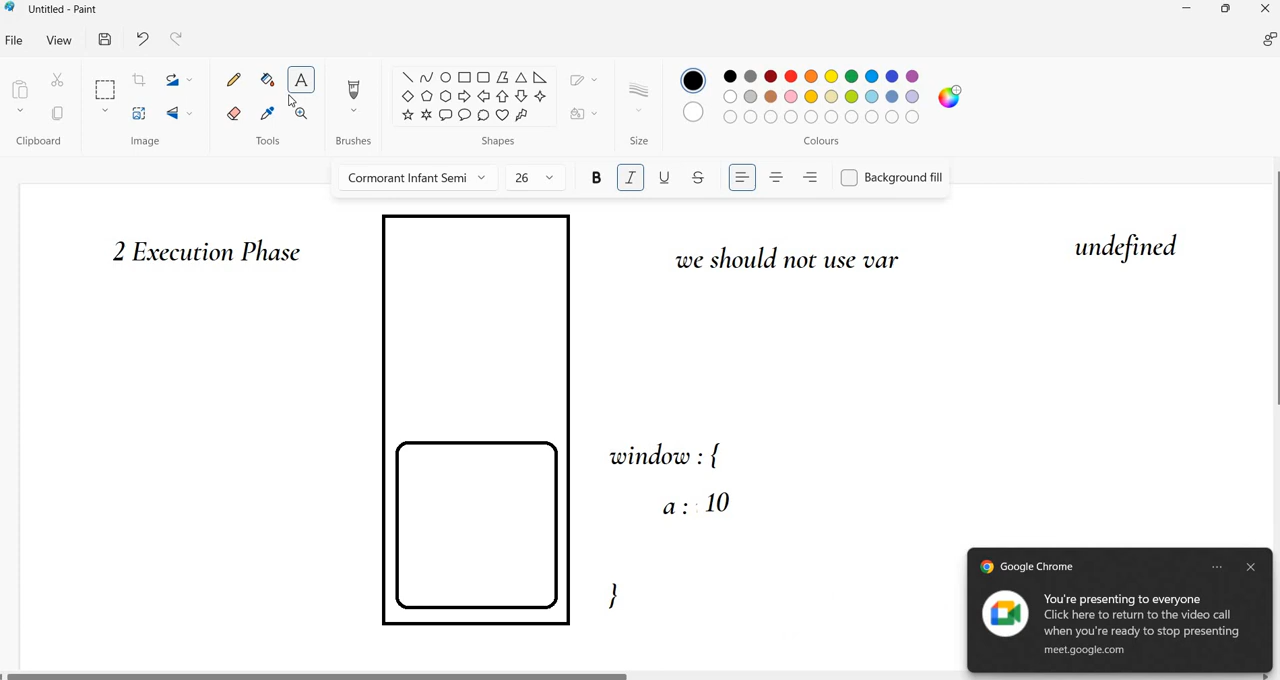 Untitled - Paint
File
View
Clipboard
Image
Tools
Brushes
Shapes
Size
Colours
Cormorant Infant Semi
26
B
I
U
S
Background fill
A
2 Execution Phase
we should not use var
undefined
window : {
a : 10
}
Google Chrome
You're presenting to everyone
Click here to return to the video call
when you're ready to stop presenting
meet.google.com